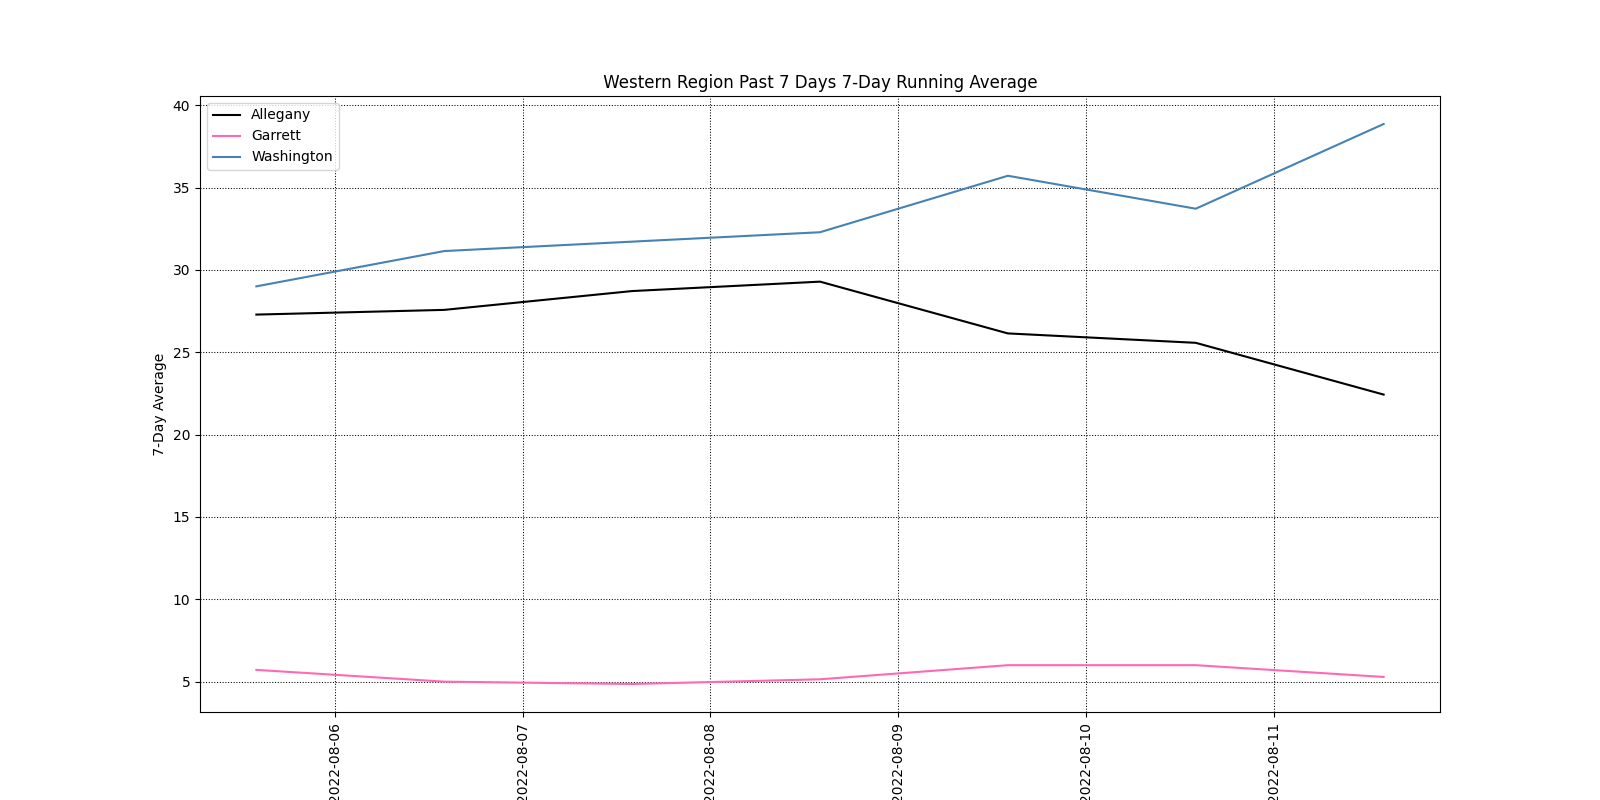 Western Region Past 7 Days 7-Day Running Average
Allegany
Garrett
Washington
40
35
30
25
20
15
10
5
7-Day Average
2022-08-06
2022-08-07
2022-08-08
2022-08-09
2022-08-10
2022-08-11